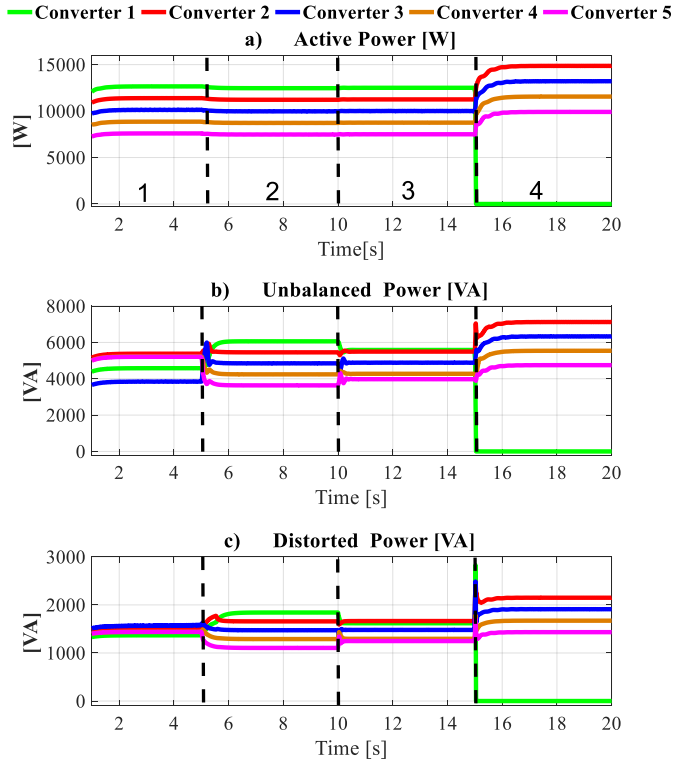 Converter 1 Converter 2 Converter 3 Converter 4 Converter 5
a) Active Power [W]
15000
10000
5000
0
[W]
1 2 3 4
2 4 6 8 10 12 14 16 18 20
Time[s]
b) Unbalanced Power [VA]
8000
6000
4000
2000
0
[VA]
2 4 6 8 10 12 14 16 18 20
Time [s]
c) Distorted Power [VA]
3000
2000
1000
0
[VA]
2 4 6 8 10 12 14 16 18 20
Time [s]